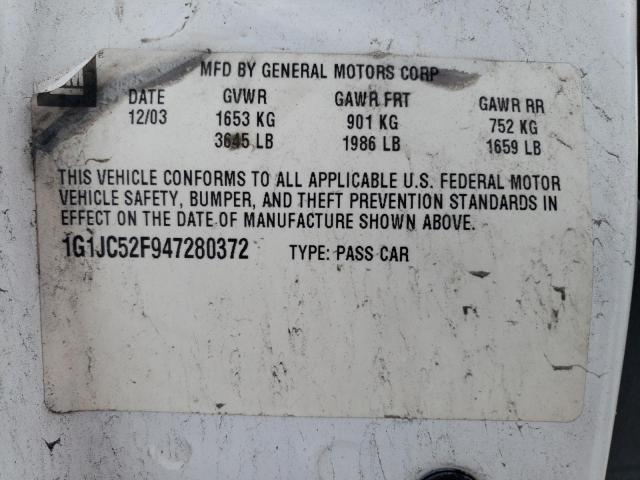 MFD BY GENERAL MOTORS CORP
DATE GVWR GAWR FRT GAWR RR
12/03 1653 KG 901 KG 752 KG
3645 LB 1986 LB 1659 LB
THIS VEHICLE CONFORMS TO ALL APPLICABLE U.S. FEDERAL MOTOR
VEHICLE SAFETY, BUMPER, AND THEFT PREVENTION STANDARDS IN
EFFECT ON THE DATE OF MANUFACTURE SHOWN ABOVE.
1G1JC52F947280372 TYPE: PASS CAR